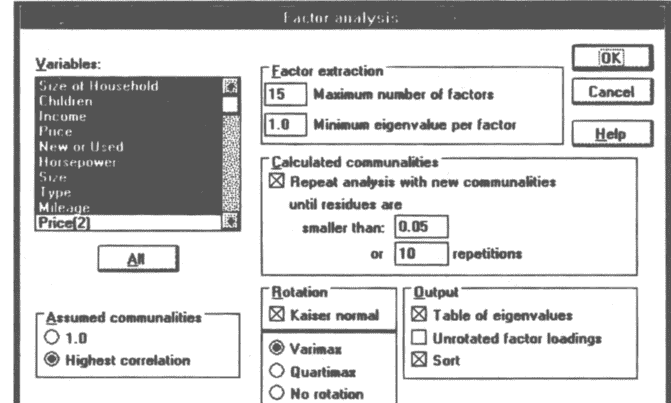 Factor analysis
Variables:
Size of Household
Children
Income
Price
New or Used
Horsepower
Size
Type
Mileage
Price(2)
All
Assumed communalities
1.0
Highest correlation
Factor extraction
15 Maximum number of factors
1.0 Minimum eigenvalue per factor
Calculated communalities
Repeat analysis with new communalities
until residues are
smaller than: 0.05
or 10 repetitions
Rotation
Kaiser normal
Varimax
Quartimax
No rotation
Output
Table of eigenvalues
Unrotated factor loadings
Sort
OK
Cancel
Help